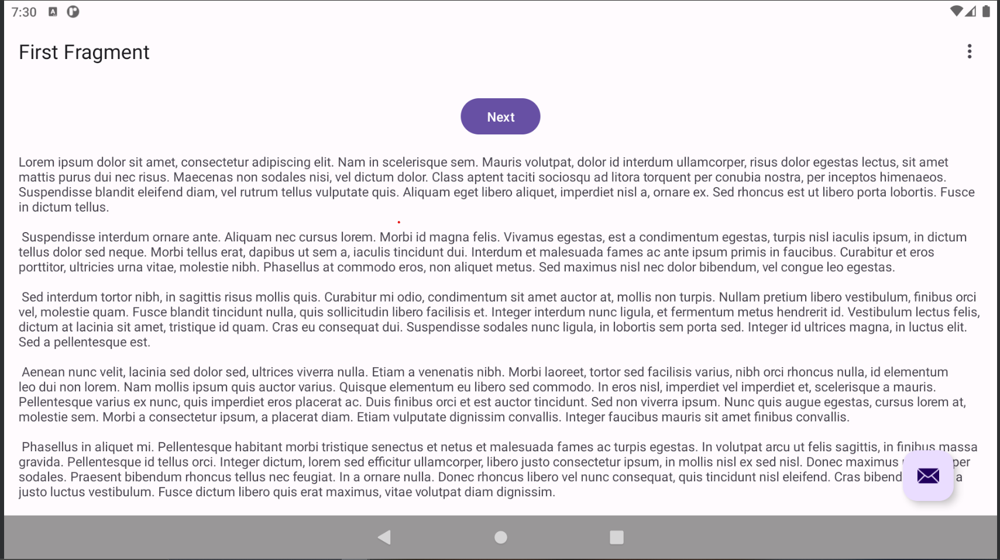 7:30
First Fragment
Next
Lorem ipsum dolor sit amet, consectetur adipiscing elit. Nam in scelerisque sem. Mauris volutpat, dolor id interdum ullamcorper, risus dolor egestas lectus, sit amet
mattis purus dui nec risus. Maecenas non sodales nisi, vel dictum dolor. Class aptent taciti sociosqu ad litora torquent per conubia nostra, per inceptos himenaeos.
Suspendisse blandit eleifend diam, vel rutrum tellus vulputate quis. Aliquam eget libero aliquet, imperdiet nisl a, ornare ex. Sed rhoncus est ut libero porta lobortis. Fusce
in dictum tellus.
Suspendisse interdum ornare ante. Aliquam nec cursus lorem. Morbi id magna felis. Vivamus egestas, est a condimentum egestas, turpis nisl iaculis ipsum, in dictum
tellus dolor sed neque. Morbi tellus erat, dapibus ut sem a, iaculis tincidunt dui. Interdum et malesuada fames ac ante ipsum primis in faucibus. Curabitur et eros
porttitor, ultricies urna vitae, molestie nibh. Phasellus at commodo eros, non aliquet metus. Sed maximus nisl nec dolor bibendum, vel congue leo egestas.
Sed interdum tortor nibh, in sagittis risus mollis quis. Curabitur mi odio, condimentum sit amet auctor at, mollis non turpis. Nullam pretium libero vestibulum, finibus orci
vel, molestie quam. Fusce blandit tincidunt nulla, quis sollicitudin libero facilisis et. Integer interdum nunc ligula, et fermentum metus hendrerit id. Vestibulum lectus felis,
dictum at lacinia sit amet, tristique id quam. Cras eu consequat dui. Suspendisse sodales nunc ligula, in lobortis sem porta sed. Integer id ultrices magna, in luctus elit.
Sed a pellentesque est.
Aenean nunc velit, lacinia sed dolor sed, ultrices viverra nulla. Etiam a venenatis nibh. Morbi laoreet, tortor sed facilisis varius, nibh orci rhoncus nulla, id elementum
leo dui non lorem. Nam mollis ipsum quis auctor varius. Quisque elementum eu libero sed commodo. In eros nisl, imperdiet vel imperdiet et, scelerisque a mauris.
Pellentesque varius ex nunc, quis imperdiet eros placerat ac. Duis finibus orci et est auctor tincidunt. Sed non viverra ipsum. Nunc quis augue egestas, cursus lorem at,
molestie sem. Morbi a consectetur ipsum, a placerat diam. Etiam vulputate dignissim convallis. Integer faucibus mauris sit amet finibus convallis.
Phasellus in aliquet mi. Pellentesque habitant morbi tristique senectus et netus et malesuada fames ac turpis egestas. In volutpat arcu ut felis sagittis, in finibus massa
gravida. Pellentesque id tellus orci. Integer dictum, lorem sed efficitur ullamcorper, libero justo consectetur ipsum, in mollis nisl ex sed nisl. Donec maximus
sodales. Praesent bibendum rhoncus tellus nec feugiat. In a ornare nulla. Donec rhoncus libero vel nunc consequat, quis tincidunt nisl eleifend. Cras a
justo luctus vestibulum. Fusce dictum libero quis erat maximus, vitae volutpat diam dignissim.